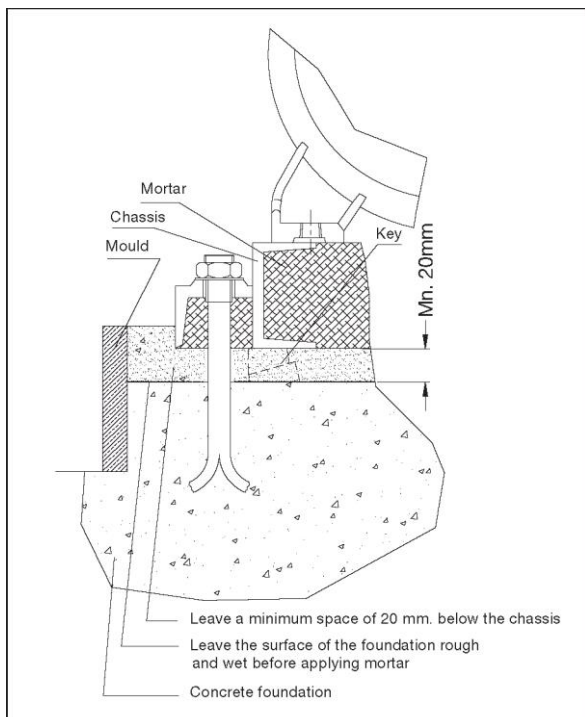 Mortar
Chassis
Mould
Key
Mn. 20mm
Leave a minimum space of 20 mm. below the chassis
Leave the surface of the foundation rough
and wet before applying mortar
Concrete foundation